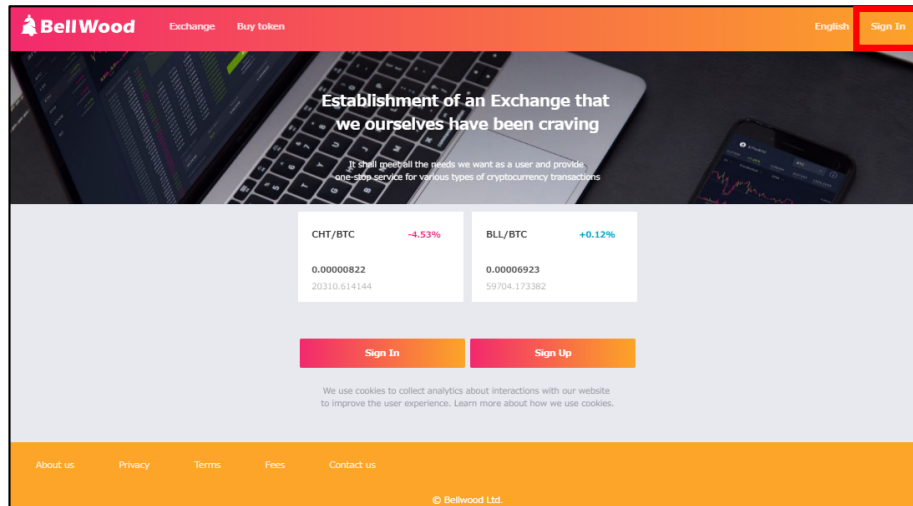 BellWood Exchange Buy token English Sign In
Establishment of an Exchange that
we ourselves have been craving
It shall meet all the needs we want as a user and provide
one-stop service for various types of cryptocurrency transactions
CHT/BTC -4.53%
0.00000822
20310.614144
BLL/BTC +0.12%
0.00006923
59704.173382
Sign In
Sign Up
We use cookies to collect analytics about interactions with our website
to improve the user experience. Learn more about how we use cookies.
About us Privacy Terms Fees Contact us
© Bellwood Ltd.